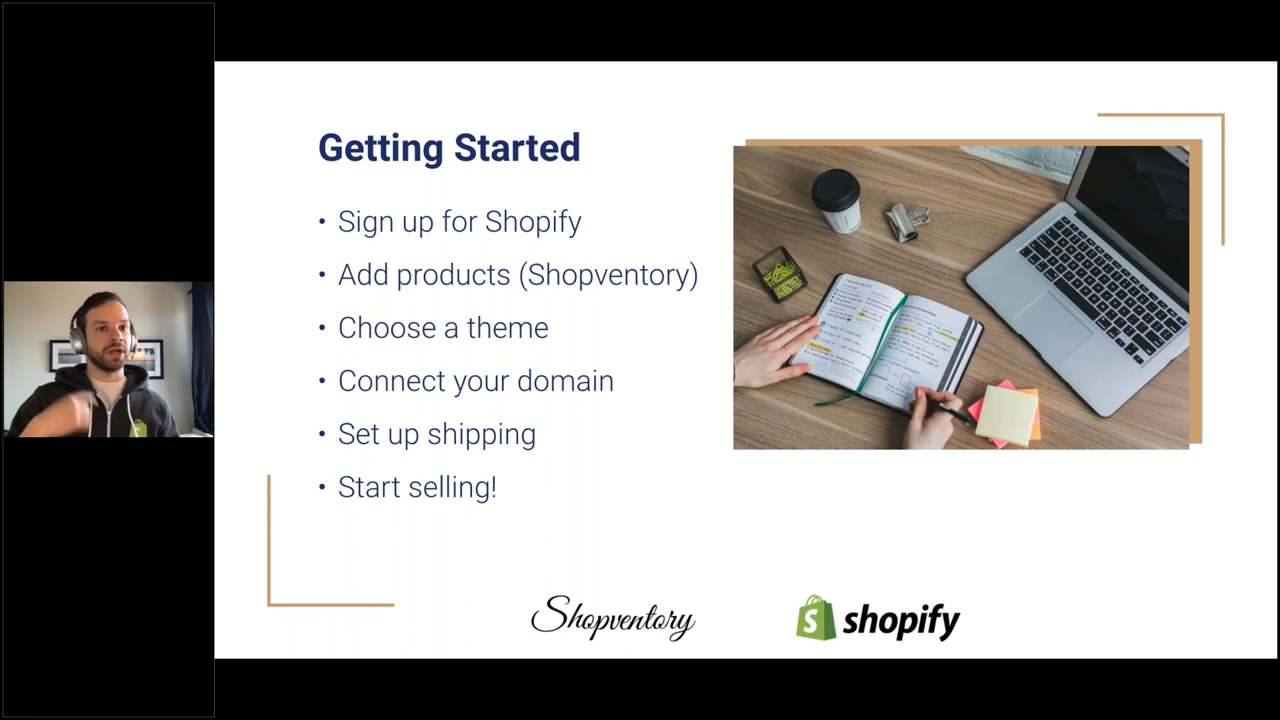 Getting Started
• Sign up for Shopify
• Add products (Shopventory)
• Choose a theme
• Connect your domain
• Set up shipping
• Start selling!
Shopventory
shopify